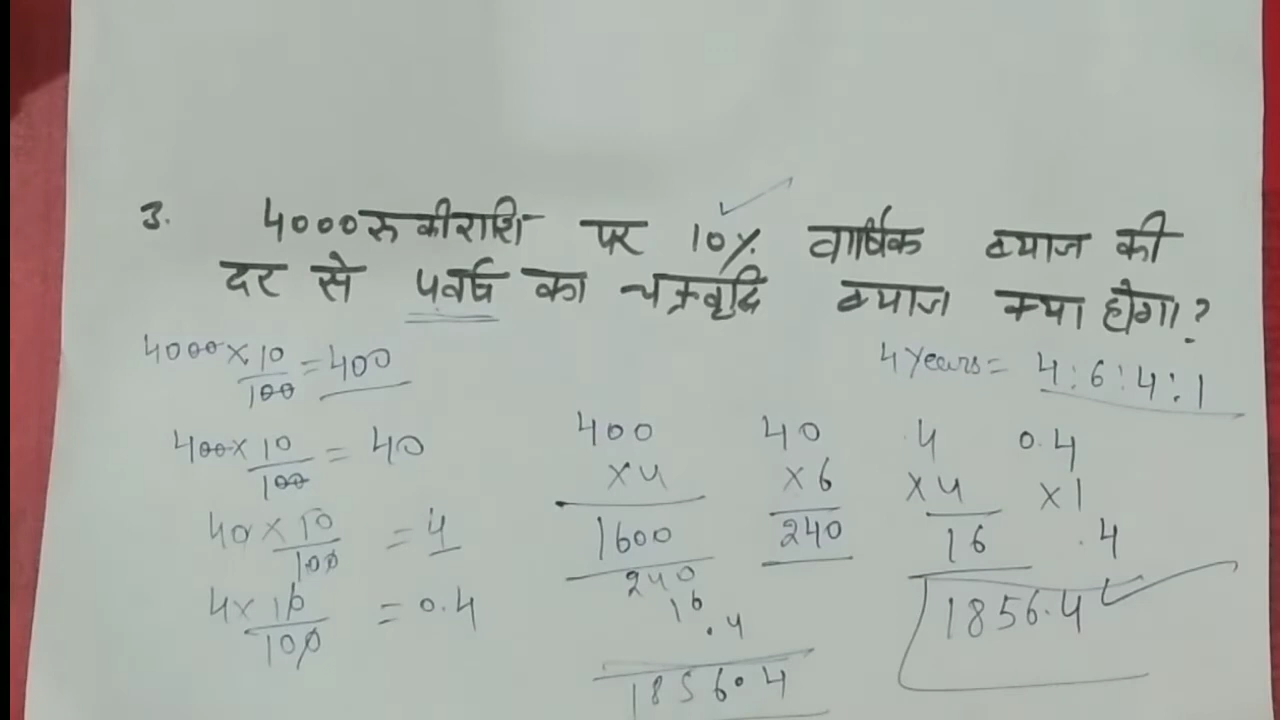 3. 4000रु की राशि पर 10% वार्षिक ब्याज की
दर से 4वर्ष का चक्रवृद्धि ब्याज क्या होगा?
4000 × 10/100 = 400
4 Years = 4:6:4:1
400 × 10/100 = 40
40 × 10/100 = 4
4 × 10/100 = 0.4
400 40 4 0.4
×4 ×6 ×4 ×1
1600 240 16 .4
240
16
.4
1856.4
1856.4